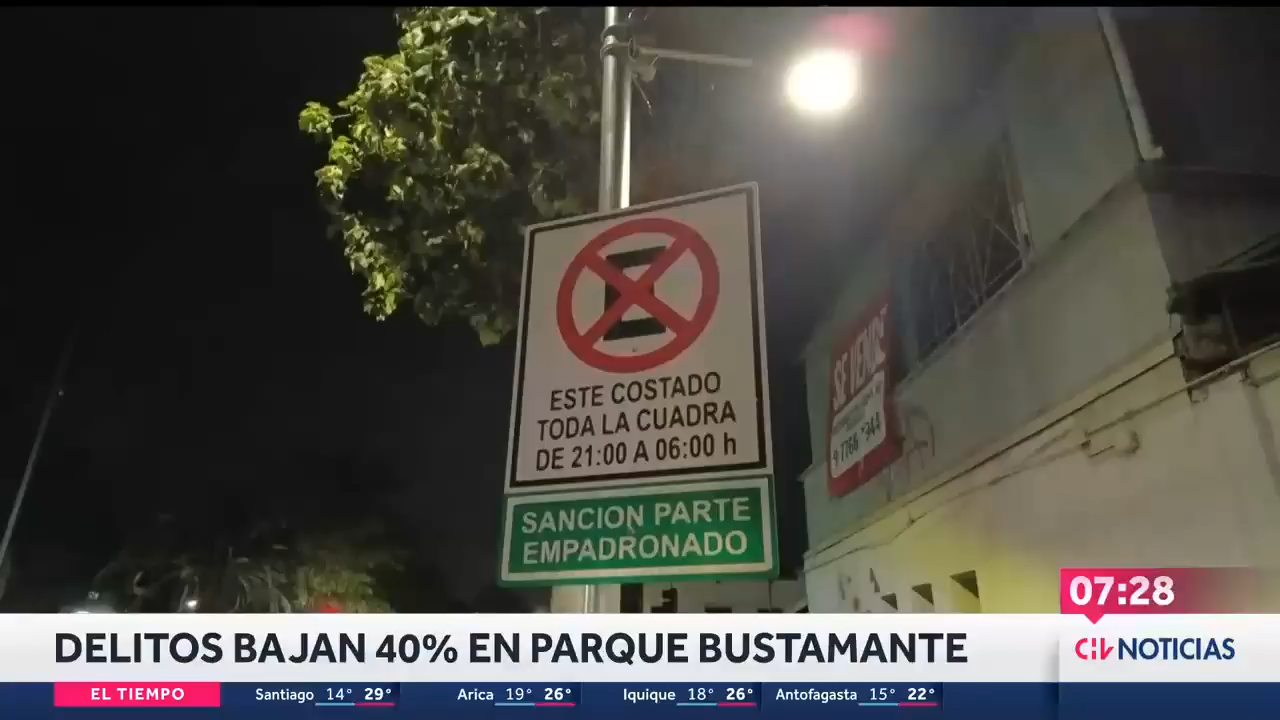 E
ESTE COSTADO
TODA LA CUADRA
DE 21:00 A 06:00 h
SANCION PARTE
EMPADRONADO
SE VENDE
07:28
DELITOS BAJAN 40% EN PARQUE BUSTAMANTE
CHV NOTICIAS
EL TIEMPO
Santiago 14° 29°
Arica 19° 26°
Iquique 18° 26°
Antofagasta 15° 22°